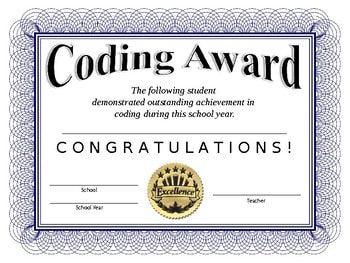 Coding Award
The following student
demonstrated outstanding achievement in
coding during this school year.
CONGRATULATIONS!
School
Excellence
Teacher
School Year